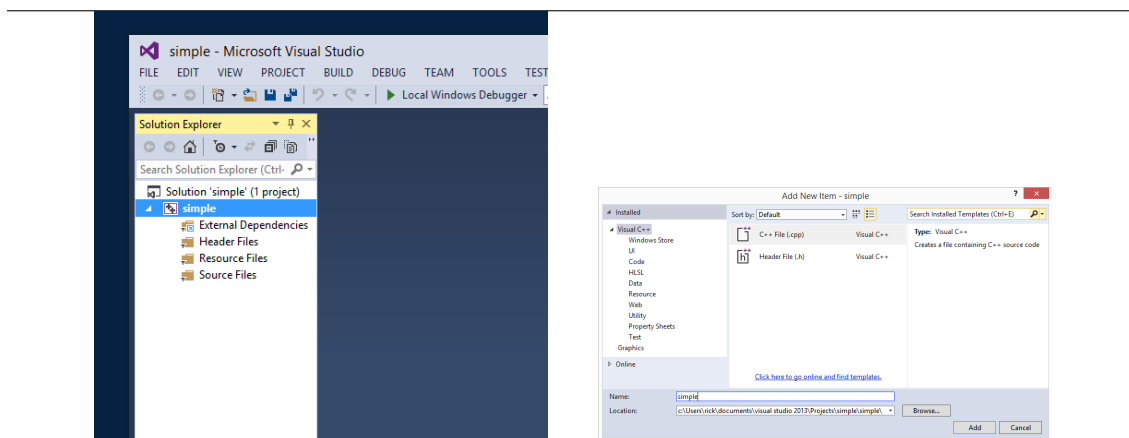 simple - Microsoft Visual Studio
FILE EDIT VIEW PROJECT BUILD DEBUG TEAM TOOLS TEST
Local Windows Debugger
Solution Explorer
Search Solution Explorer (Ctrl-
Solution 'simple' (1 project)
simple
External Dependencies
Header Files
Resource Files
Source Files
Add New Item - simple
Installed
Sort by: Default
Search Installed Templates (Ctrl+E)
Visual C++
Windows Store
UI
Code
HLSL
Data
Resource
Web
Utility
Property Sheets
Test
Graphics
Online
C++ File (.cpp) Visual C++
Header File (.h) Visual C++
Type: Visual C++
Creates a file containing C++ source code
Click here to go online and find templates.
Name: simple
Location: c:\Users\rick\documents\visual studio 2013\Projects\simple\simple\ Browse...
Add Cancel